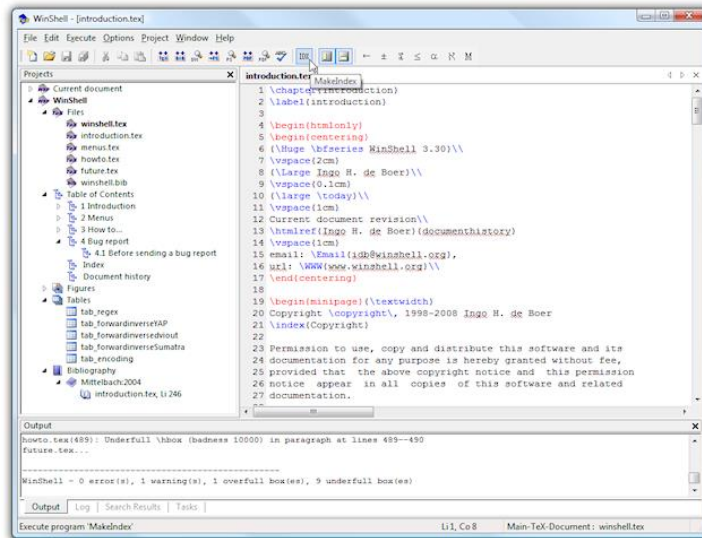 WinShell - [introduction.tex]
File Edit Execute Options Project Window Help
IDX
Projects
Current document
WinShell
Files
winshell.tex
introduction.tex
menus.tex
howto.tex
future.tex
winshell.bib
Table of Contents
1 Introduction
2 Menus
3 How to...
4 Bug report
4.1 Before sending a bug report
Index
Document history
Figures
Tables
tab_regex
tab_forwardinverseYAP
tab_forwardinversedviout
tab_forwardinverseSumatra
tab_encoding
Bibliography
Mittelbach:2004
introduction.tex, Li 246
introduction.tex
MakeIndex
1 \chapter{introduction}
2 \label{introduction}
3
4 \begin{htmlonly}
5 \begin{centering}
6 {\Huge \bfseries WinShell 3.30}\\
7 \vspace{2cm}
8 {\Large Ingo H. de Boer}\\
9 \vspace{0.1cm}
10 {\large \today}\\
11 \vspace{1cm}
12 Current document revision\\
13 \htmlref{Ingo H. de Boer}{documenthistory}
14 \vspace{1cm}
15 email: \Email{idb@winshell.org},
16 url: \WWW{www.winshell.org}\\
17 \end{centering}
18
19 \begin{minipage}{\textwidth}
20 Copyright \copyright\, 1998-2008 Ingo H. de Boer
21 \index{Copyright}
22
23 Permission to use, copy and distribute this software and its
24 documentation for any purpose is hereby granted without fee,
25 provided that the above copyright notice and this permission
26 notice appear in all copies of this software and related
27 documentation.
Output
howto.tex(489): Underfull \hbox (badness 10000) in paragraph at lines 489--490
future.tex...
--------------------------------------------------
WinShell - 0 error(s), 1 warning(s), 1 overfull box(es), 9 underfull box(es)
Output Log Search Results Tasks
Execute program 'MakeIndex' Li 1, Co 8 Main-TeX-Document : winshell.tex